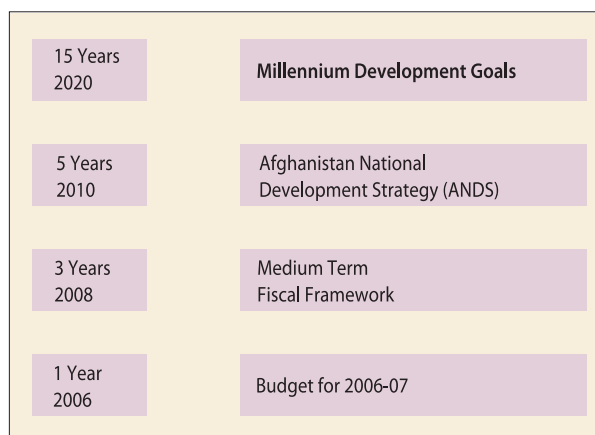 15 Years
2020
Millennium Development Goals
5 Years
2010
Afghanistan National
Development Strategy (ANDS)
3 Years
2008
Medium Term
Fiscal Framework
1 Year
2006
Budget for 2006-07